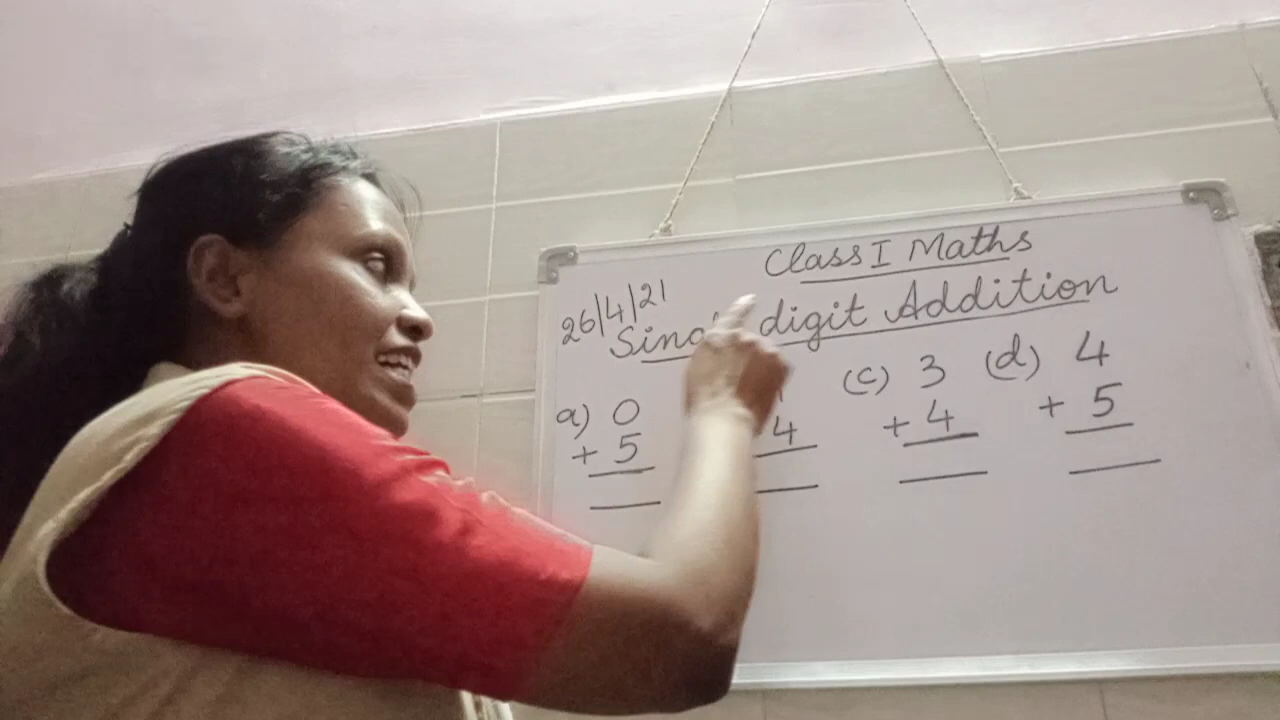 Class I Maths
26/4/21
digit Addition
a) 0 (c) 3 (d) 4
+ 5 4 + 4 + 5